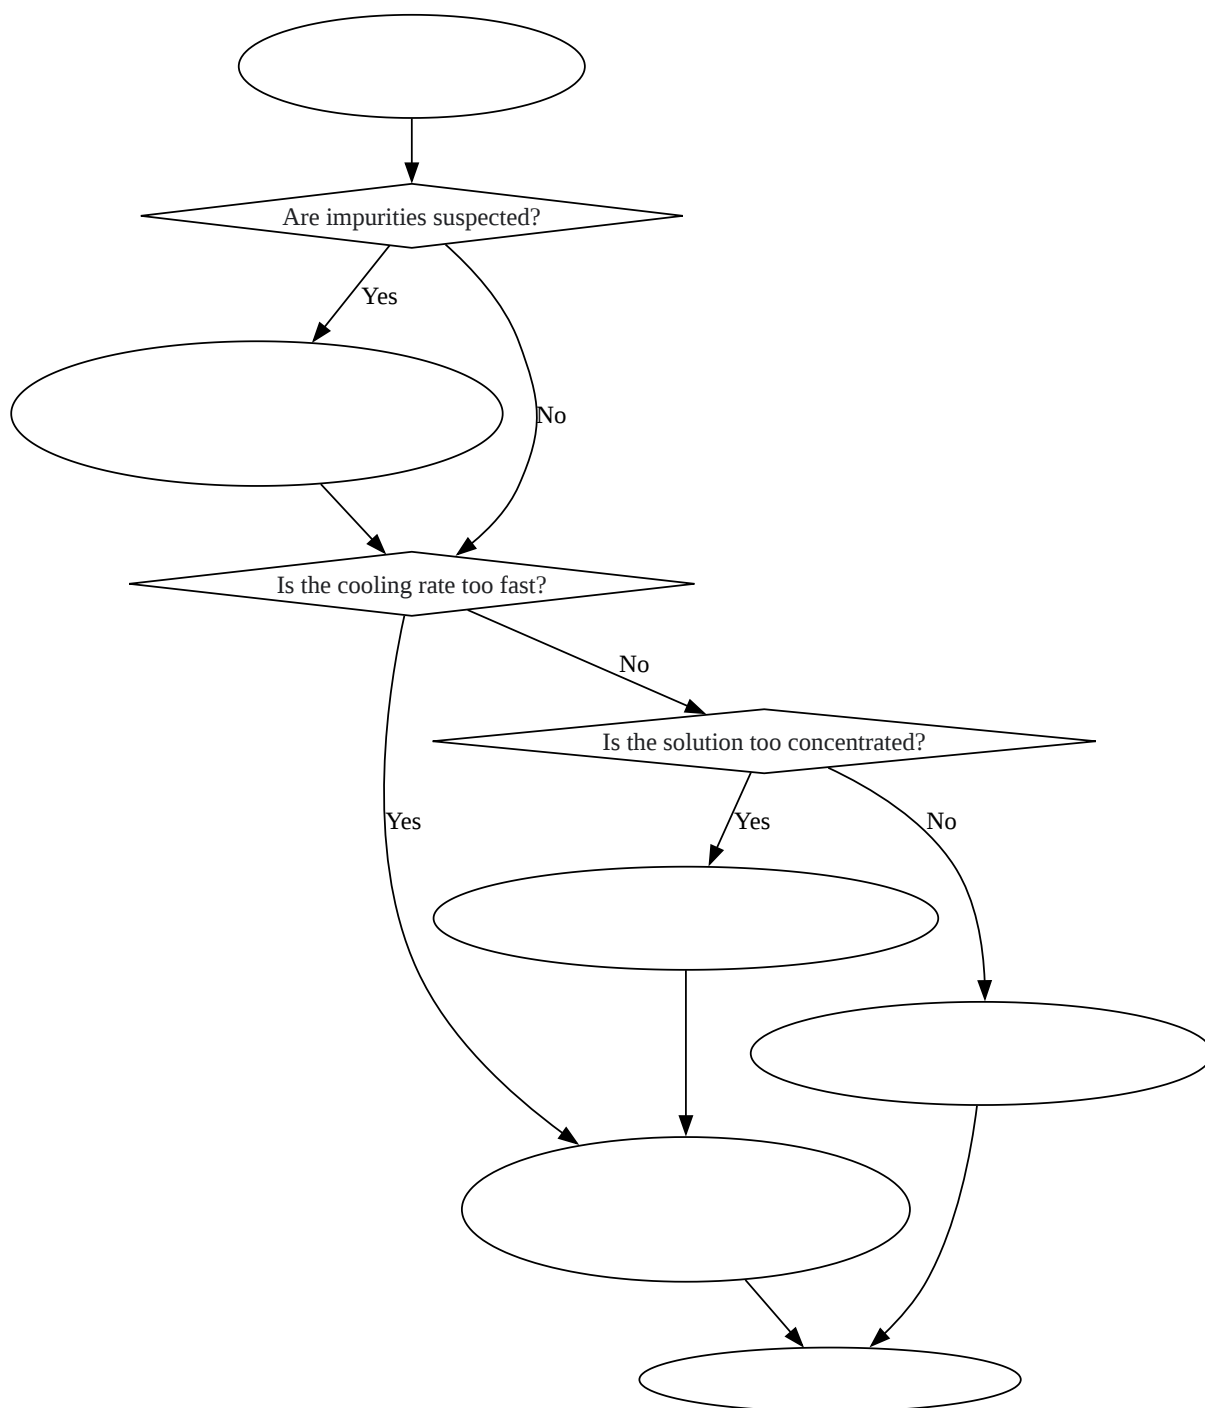 Are impurities suspected?
Yes
No
Is the cooling rate too fast?
No
Is the solution too concentrated?
Yes
Yes
No